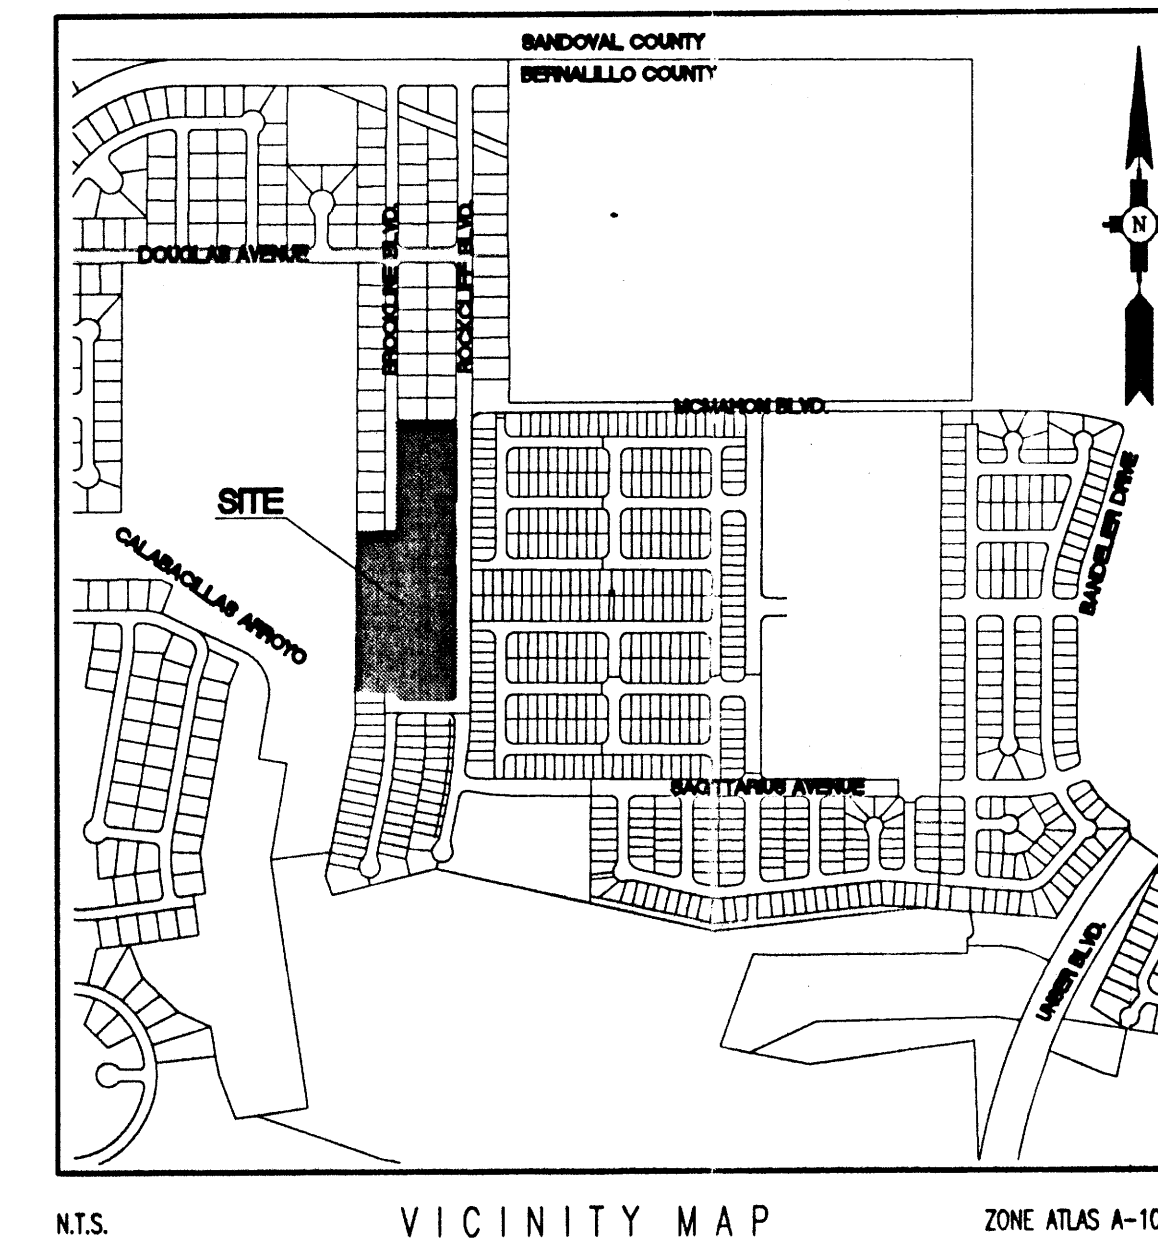 SANDOVAL COUNTY
BERNALILLO COUNTY
N
BROOKLINE BLVD.
ROCKCLIFF BLVD.
DOUGLAS AVENUE
MCMAHON BLVD.
SITE
BANDELIER DRIVE
CALABACILLAS ARROYO
SAGITTARIUS AVENUE
UNSER BLVD.
N.T.S.
VICINITY MAP
ZONE ATLAS A-10